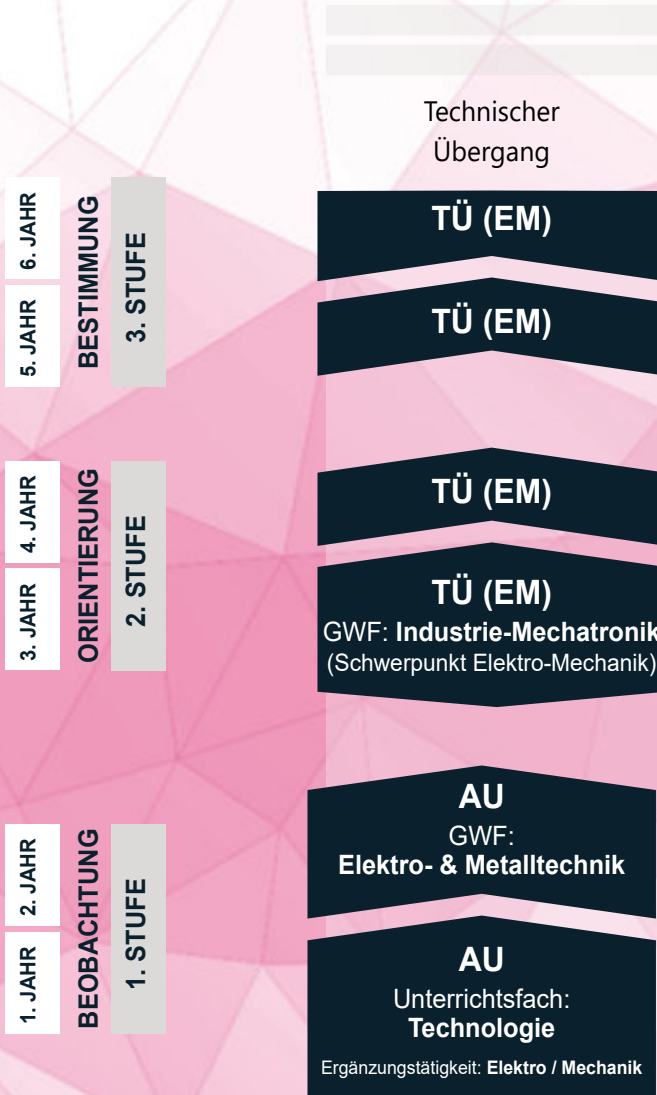 Technischer
Übergang
6. JAHR
5. JAHR
BESTIMMUNG
3. STUFE
TÜ (EM)
TÜ (EM)
4. JAHR
3. JAHR
ORIENTIERUNG
2. STUFE
TÜ (EM)
TÜ (EM)
GWF: Industrie-Mechatronik
(Schwerpunkt Elektro-Mechanik)
2. JAHR
1. JAHR
BEOBACHTUNG
1. STUFE
AU
GWF:
Elektro- & Metalltechnik
AU
Unterrichtsfach:
Technologie
Ergänzungstätigkeit: Elektro / Mechanik